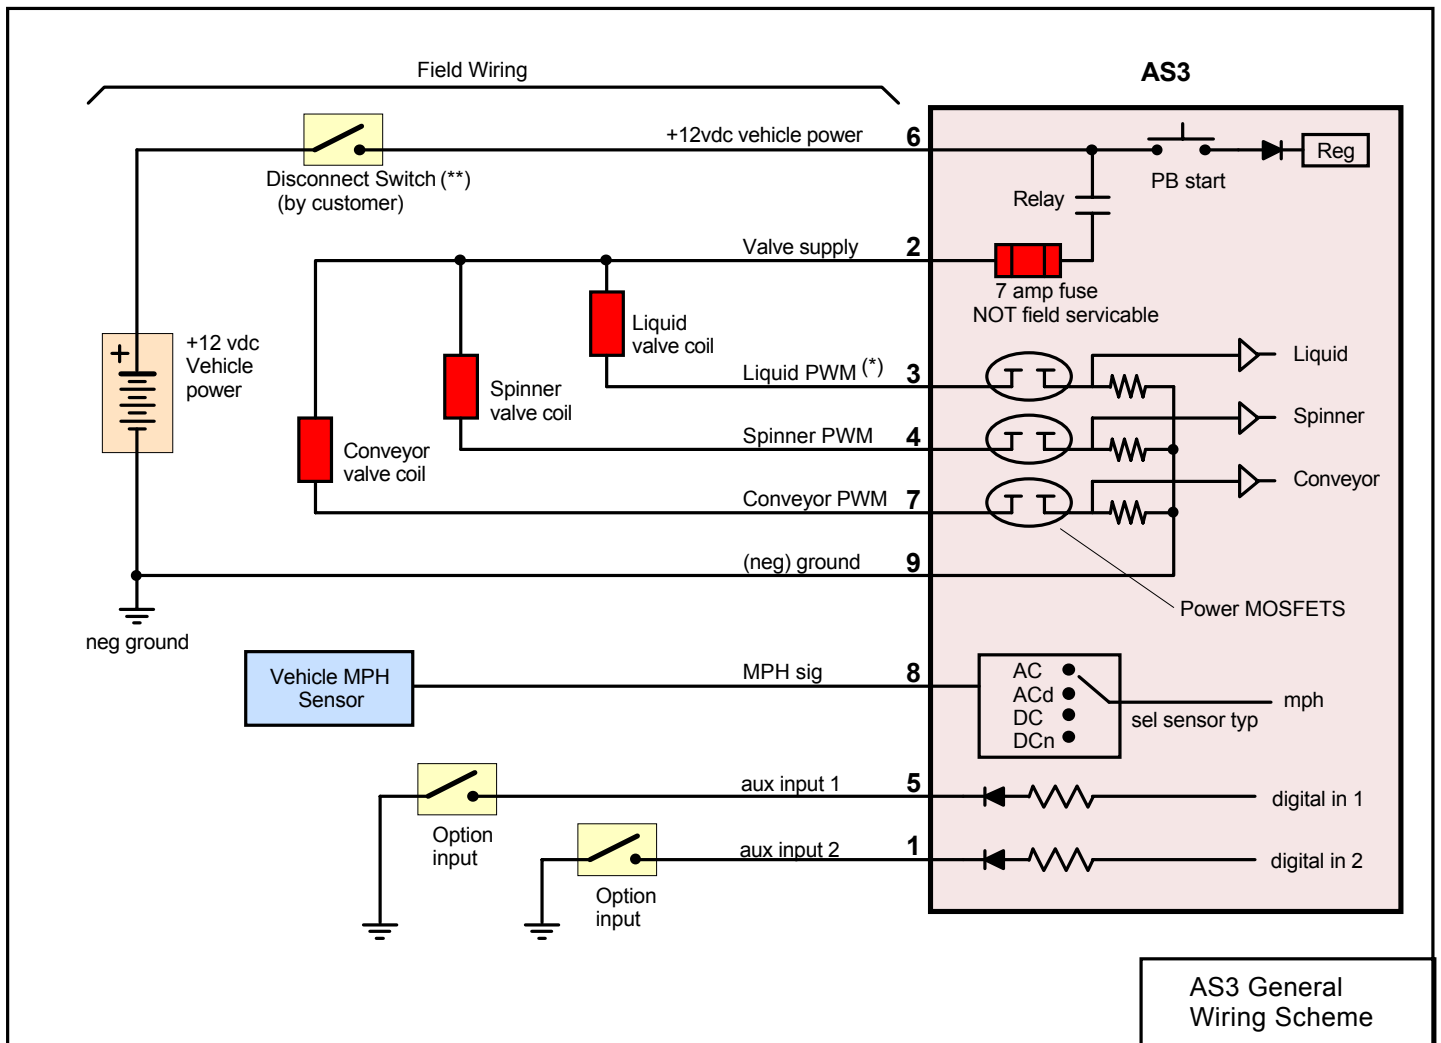 Field Wiring
AS3
+12vdc vehicle power
6
Disconnect Switch (**)
(by customer)
PB start
Reg
Relay
Valve supply
2
7 amp fuse
NOT field servicable
+
+12 vdc
Vehicle
power
Liquid
valve coil
Liquid PWM (*)
3
Liquid
Spinner
valve coil
Spinner PWM
4
Spinner
Conveyor
valve coil
Conveyor PWM
7
Conveyor
(neg) ground
9
Power MOSFETS
neg ground
Vehicle MPH
Sensor
MPH sig
8
AC
ACd
DC
DCn
sel sensor typ
mph
aux input 1
5
digital in 1
Option
input
aux input 2
1
digital in 2
Option
input
AS3 General
Wiring Scheme